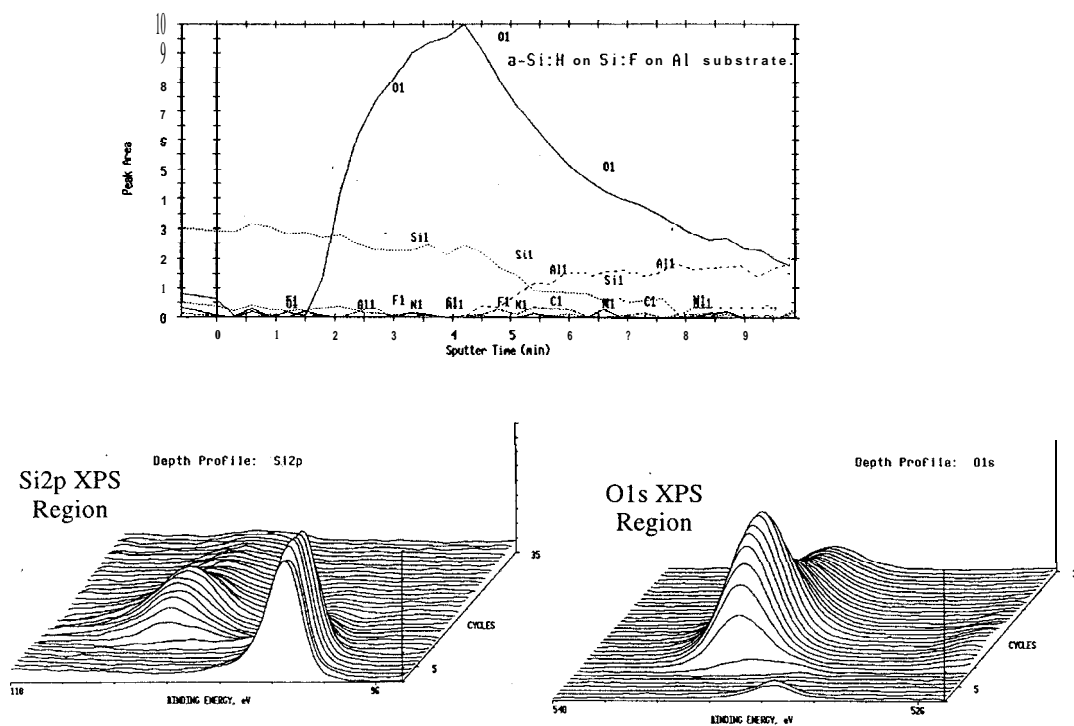 10
9
8
7
6
5
1
3
2
1
0
Peak Area
O1
a-Si:H on Si:F on Al substrate.
O1
O1
Si1
Si1
Al1
Al1
Si1
Al1
F1
N1
F1
C1
N1
C1
N1
0
1
2
3
4
5
6
7
8
9
Sputter Time (min)
Depth Profile: Si2p
Si2p XPS
Region
35
CYCLES
5
110
96
BINDING ENERGY, eV
Depth Profile: O1s
O1s XPS
Region
CYCLES
5
540
526
BINDING ENERGY, eV